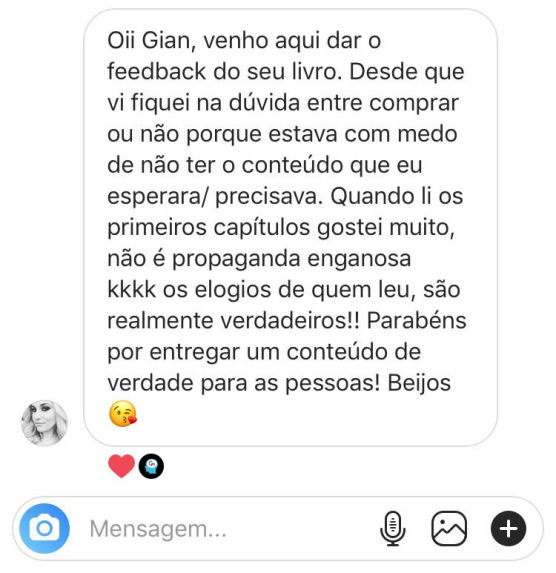 Oii Gian, venho aqui dar o
feedback do seu livro. Desde que
vi fiquei na dúvida entre comprar
ou não porque estava com medo
de não ter o conteúdo que eu
esperara/ precisava. Quando li os
primeiros capítulos gostei muito,
não é propaganda enganosa
kkkk os elogios de quem leu, são
realmente verdadeiros!! Parabéns
por entregar um conteúdo de
verdade para as pessoas! Beijos
😘
Mensagem...